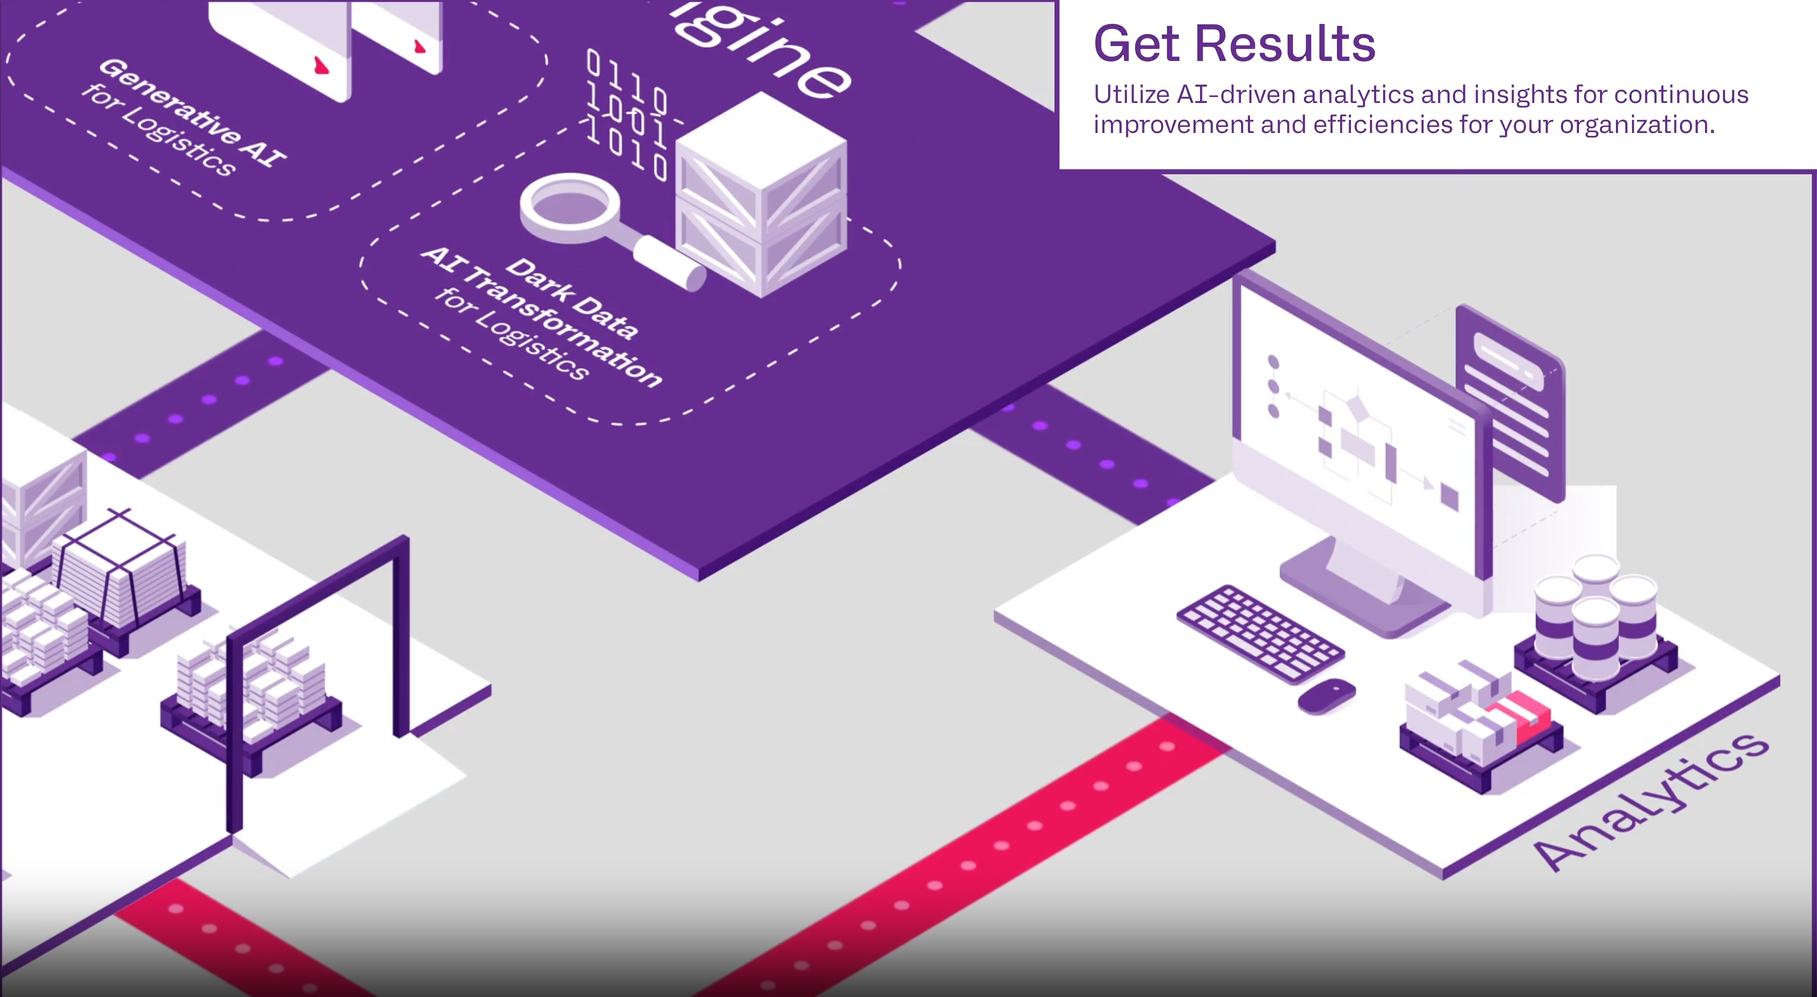 Get Results
Utilize AI-driven analytics and insights for continuous
improvement and efficiencies for your organization.
Generative AI
for Logistics
0110
1001
1010
Dark Data
AI Transformation
for Logistics
Analytics